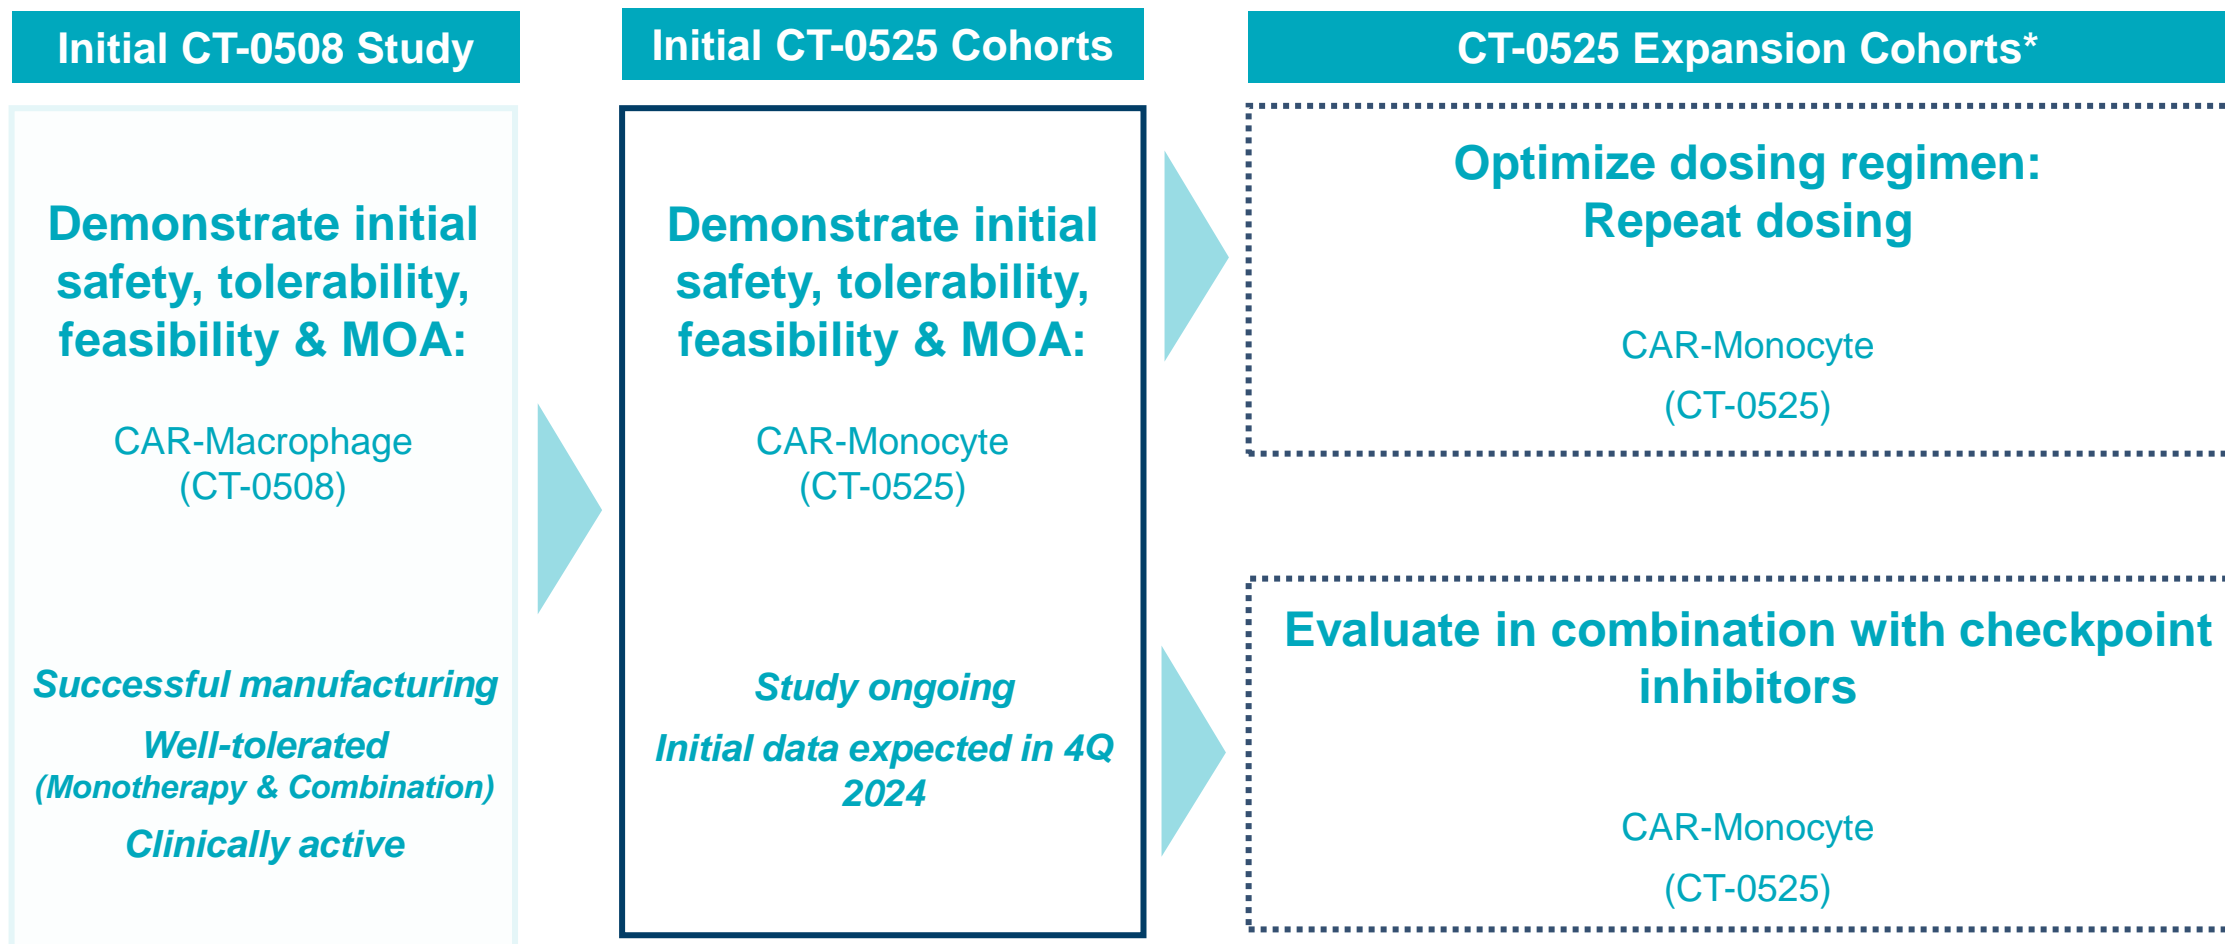 Initial CT-0508 Study
Demonstrate initial
safety, tolerability,
feasibility & MOA:
CAR-Macrophage
(CT-0508)
Successful manufacturing
Well-tolerated
(Monotherapy & Combination)
Clinically active
Initial CT-0525 Cohorts
Demonstrate initial
safety, tolerability,
feasibility & MOA:
CAR-Monocyte
(CT-0525)
Study ongoing
Initial data expected in 4Q
2024
CT-0525 Expansion Cohorts*
Optimize dosing regimen:
Repeat dosing
CAR-Monocyte
(CT-0525)
Evaluate in combination with checkpoint
inhibitors
CAR-Monocyte
(CT-0525)